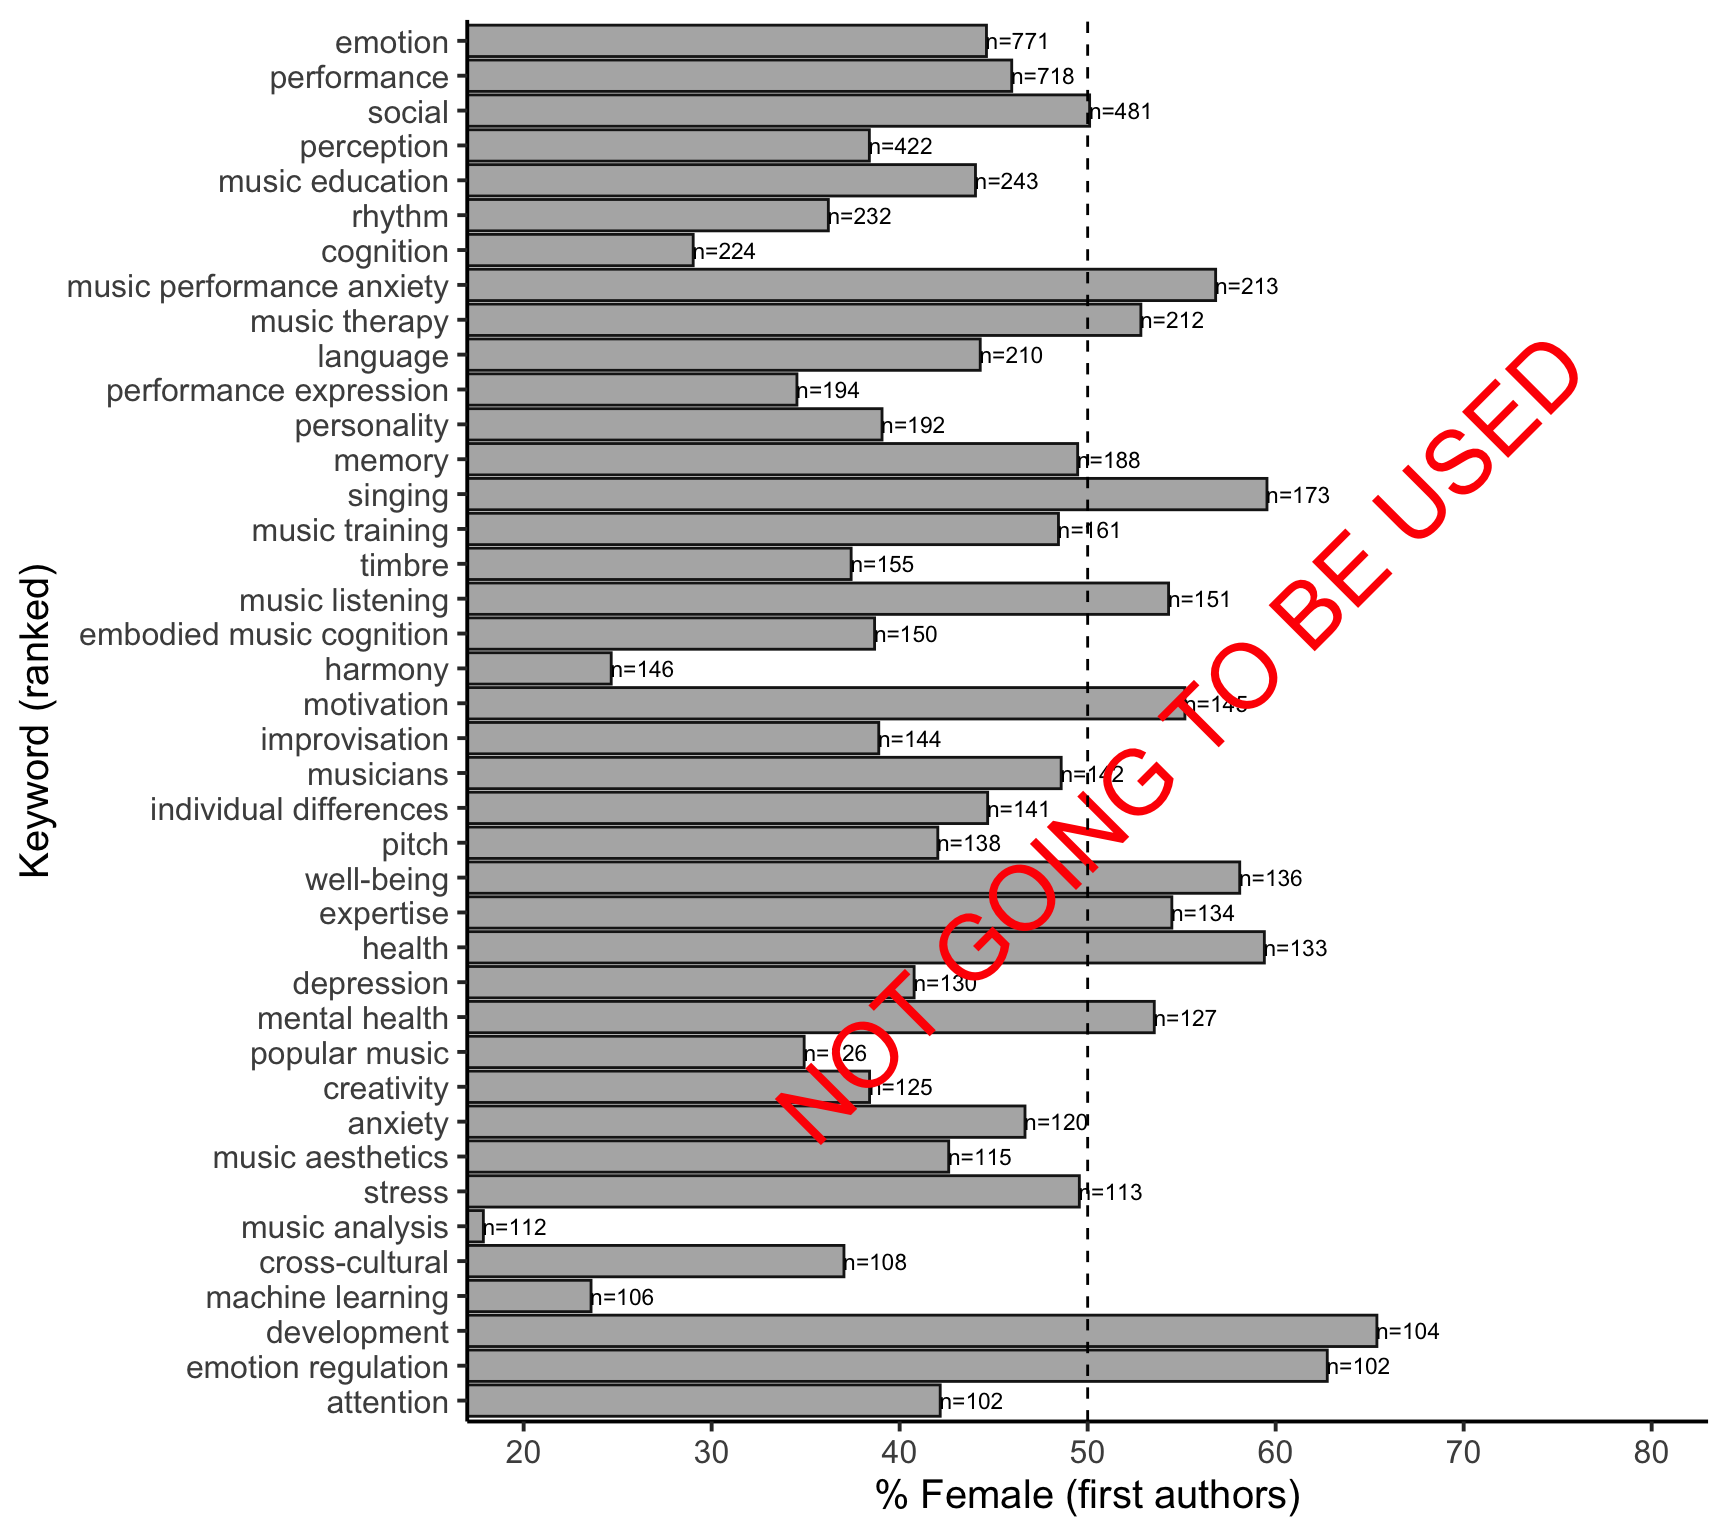 emotion n=771
performance n=718
social n=481
perception n=422
music education n=243
rhythm n=232
cognition n=224
music performance anxiety n=213
music therapy n=212
language n=210
performance expression n=194
personality n=192
memory n=188
singing n=173
music training n=161
timbre n=155
music listening n=151
embodied music cognition n=150
harmony n=146
motivation n=145
improvisation n=144
musicians n=142
individual differences n=141
pitch n=138
well-being n=136
expertise n=134
health n=133
depression n=130
mental health n=127
popular music n=126
creativity n=125
anxiety n=120
music aesthetics n=115
stress n=113
music analysis n=112
cross-cultural n=108
machine learning n=106
development n=104
emotion regulation n=102
attention n=102
20 30 40 50 60 70 80
% Female (first authors)
Keyword (ranked)
NOT GOING TO BE USED